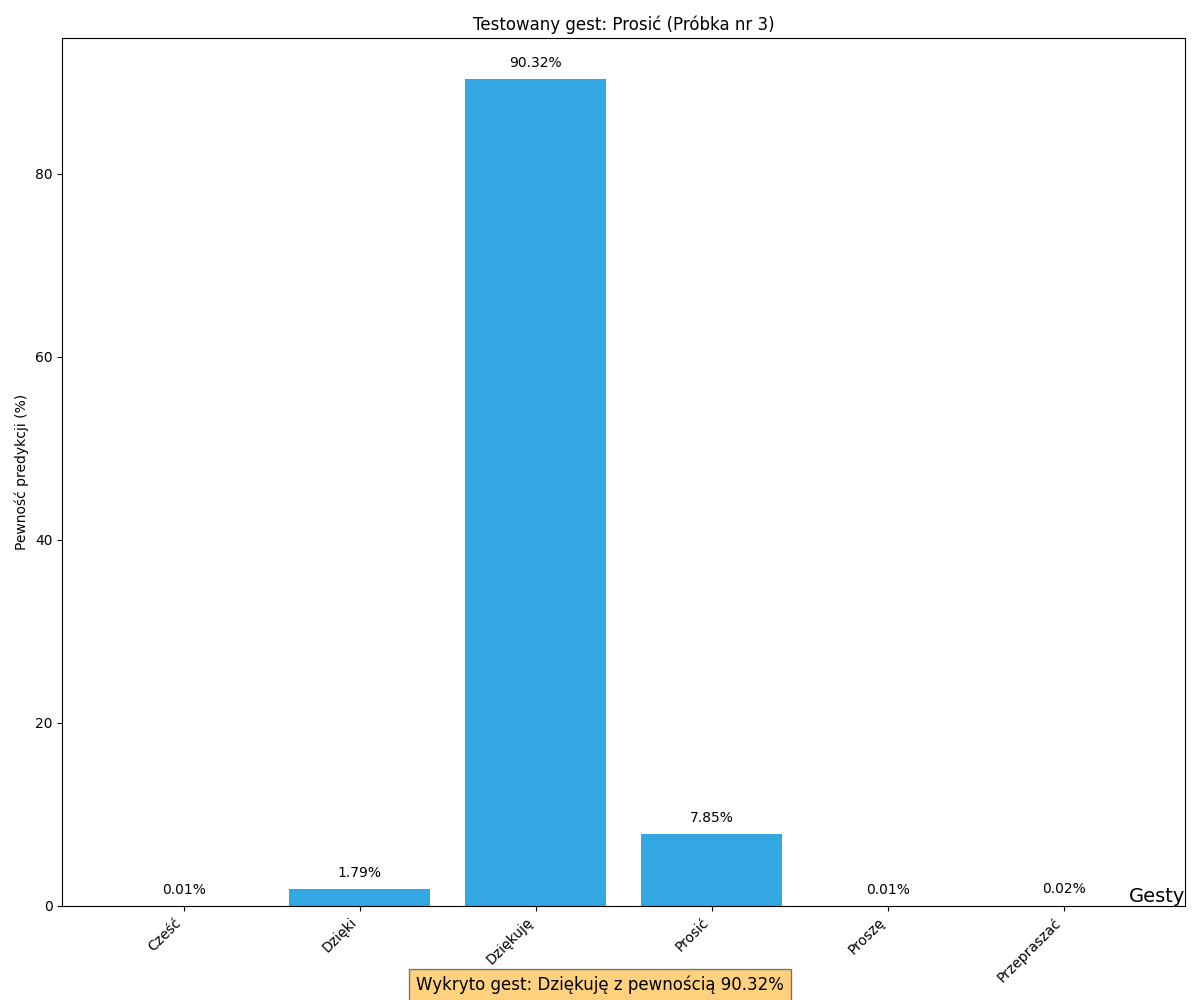 Testowany gest: Prosić (Próbka nr 3)
90.32%
80
60
Pewność predykcji (%)
40
20
7.85%
1.79%
0.01%
0.01%
0.02%
Gesty
0
Cześć
Dzięki
Dziękuję
Prosić
Proszę
Przepraszać
Wykryto gest: Dziękuję z pewnością 90.32%